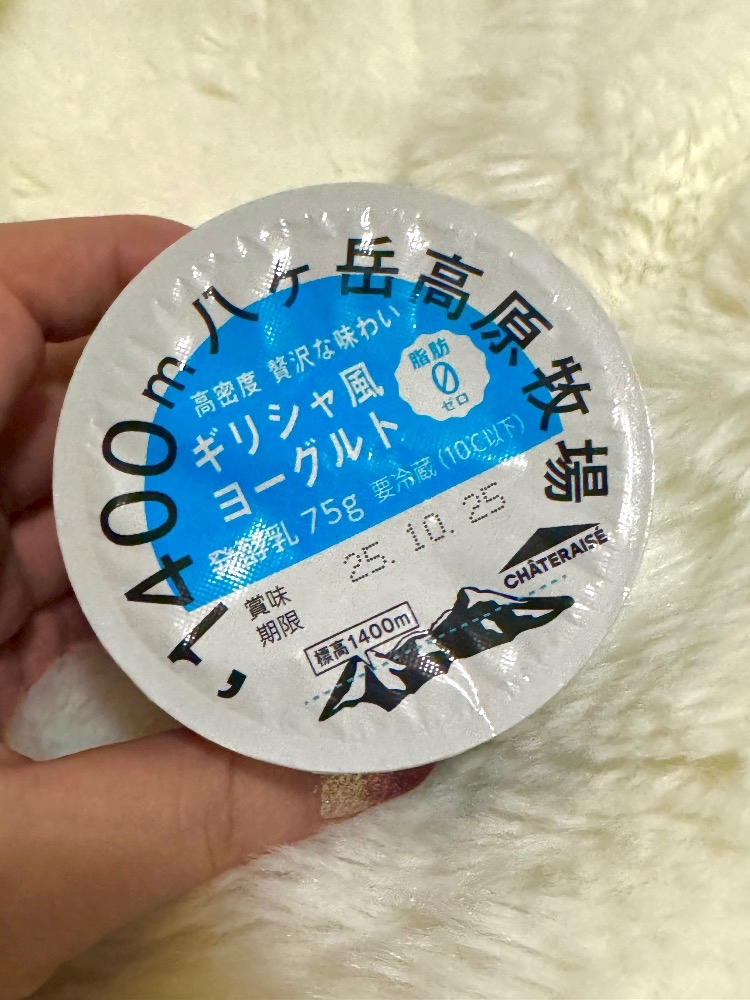 1400m八ヶ岳高原牧場
高密度 贅沢な味わい
ギリシャ風
ヨーグルト
脂肪
0
ゼロ
発酵乳 75g 要冷蔵(10℃以下)
賞味
期限
25.10.25
CHÂTERAISÉ
標高1400m